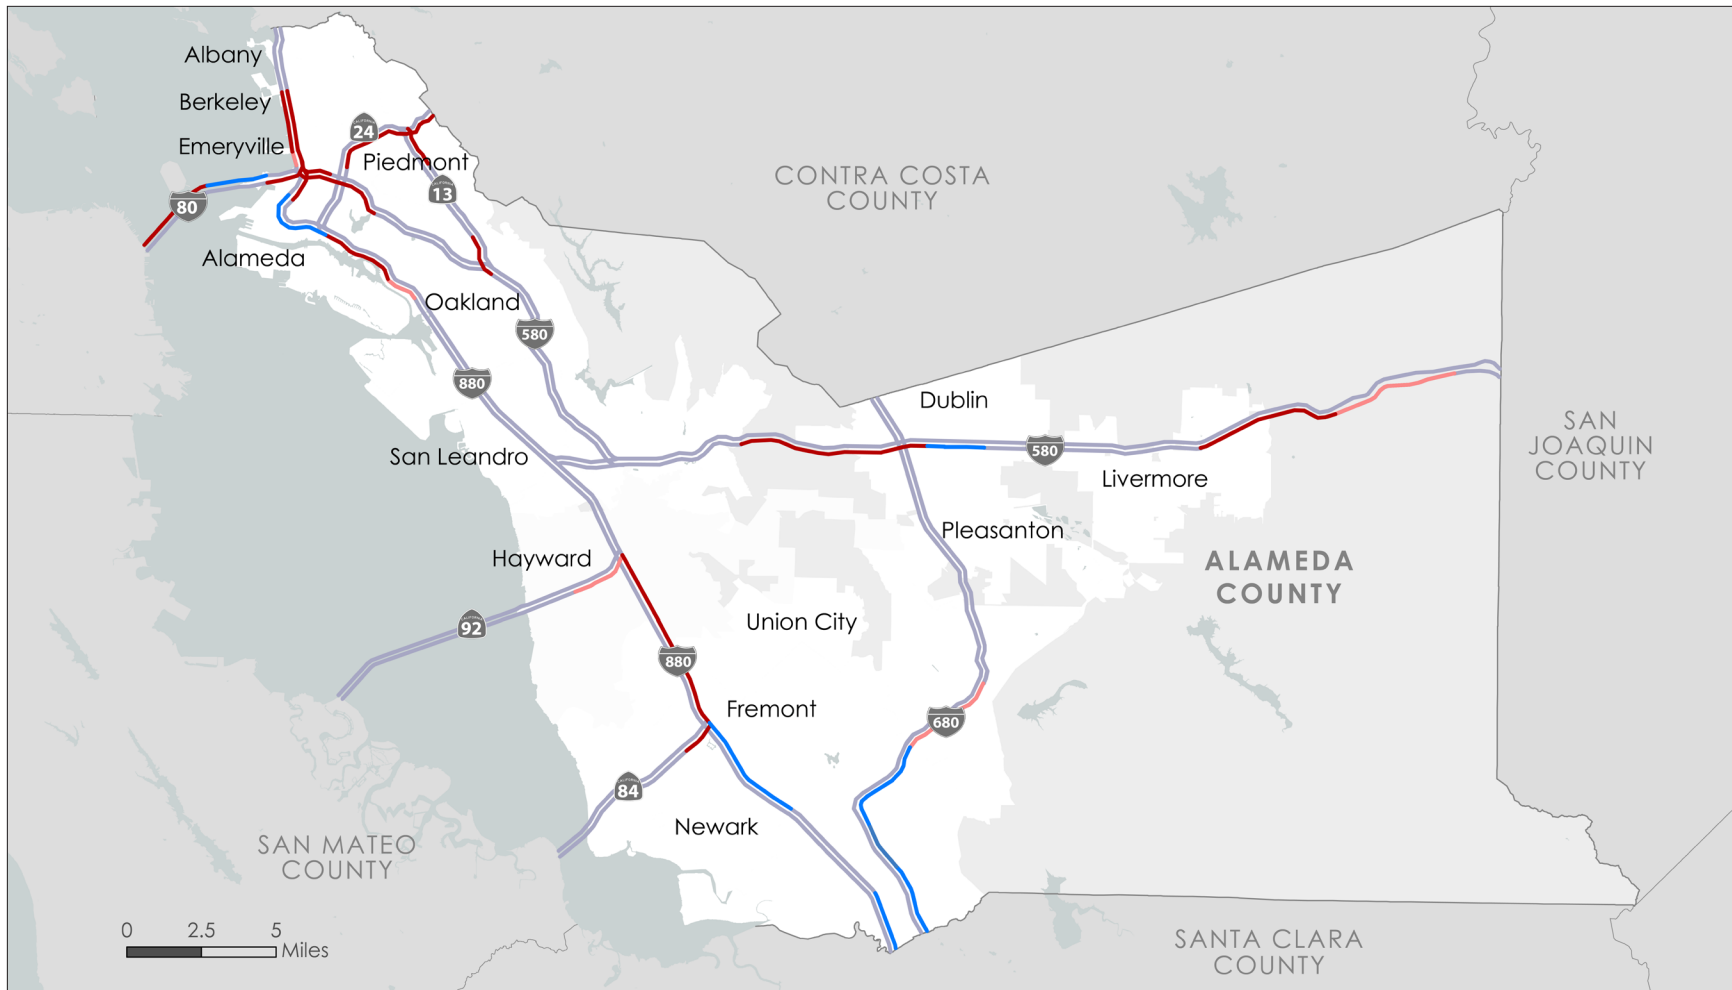 Albany
Berkeley
Emeryville
24
Piedmont
13
80
CONTRA COSTA
COUNTY
Alameda
Oakland
580
880
Dublin
San Leandro
580
Livermore
SAN
JOAQUIN
COUNTY
Pleasanton
Hayward
ALAMEDA
COUNTY
92
Union City
880
Fremont
680
84
Newark
SAN MATEO
COUNTY
0 2.5 5
Miles
SANTA CLARA
COUNTY